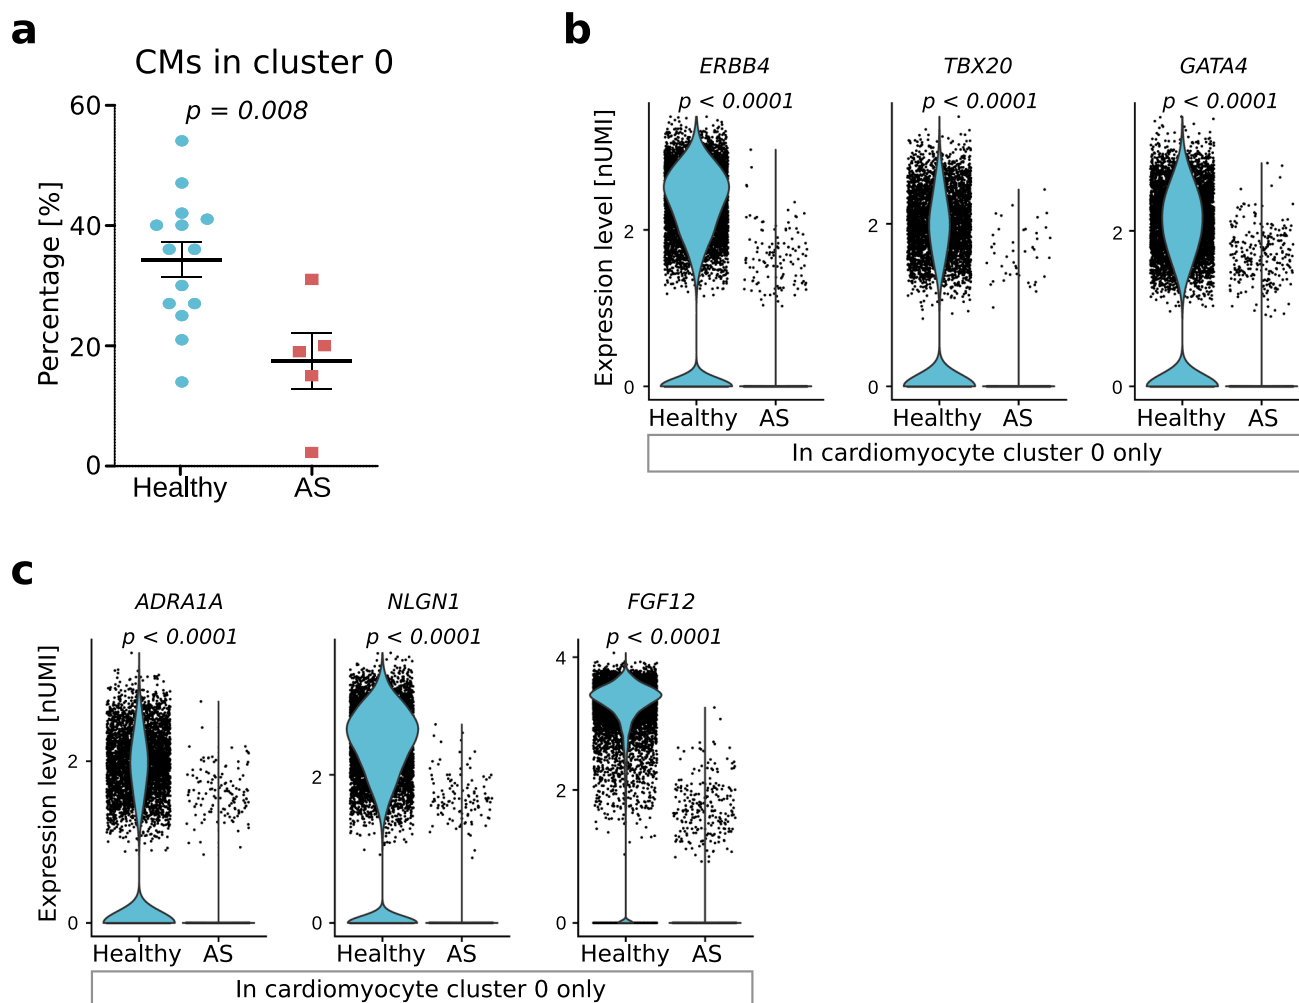 a
CMs in cluster 0
p = 0.008
60
40
20
0
Percentage [%]
Healthy AS
b
ERBB4 TBX20 GATA4
p < 0.0001 p < 0.0001 p < 0.0001
Expression level [nUMI]
2 2 2
0 0 0
Healthy AS Healthy AS Healthy AS
In cardiomyocyte cluster 0 only
c
ADRA1A NLGN1 FGF12
p < 0.0001 p < 0.0001 p < 0.0001
Expression level [nUMI]
4
2 2 2
0 0 0
Healthy AS Healthy AS Healthy AS
In cardiomyocyte cluster 0 only